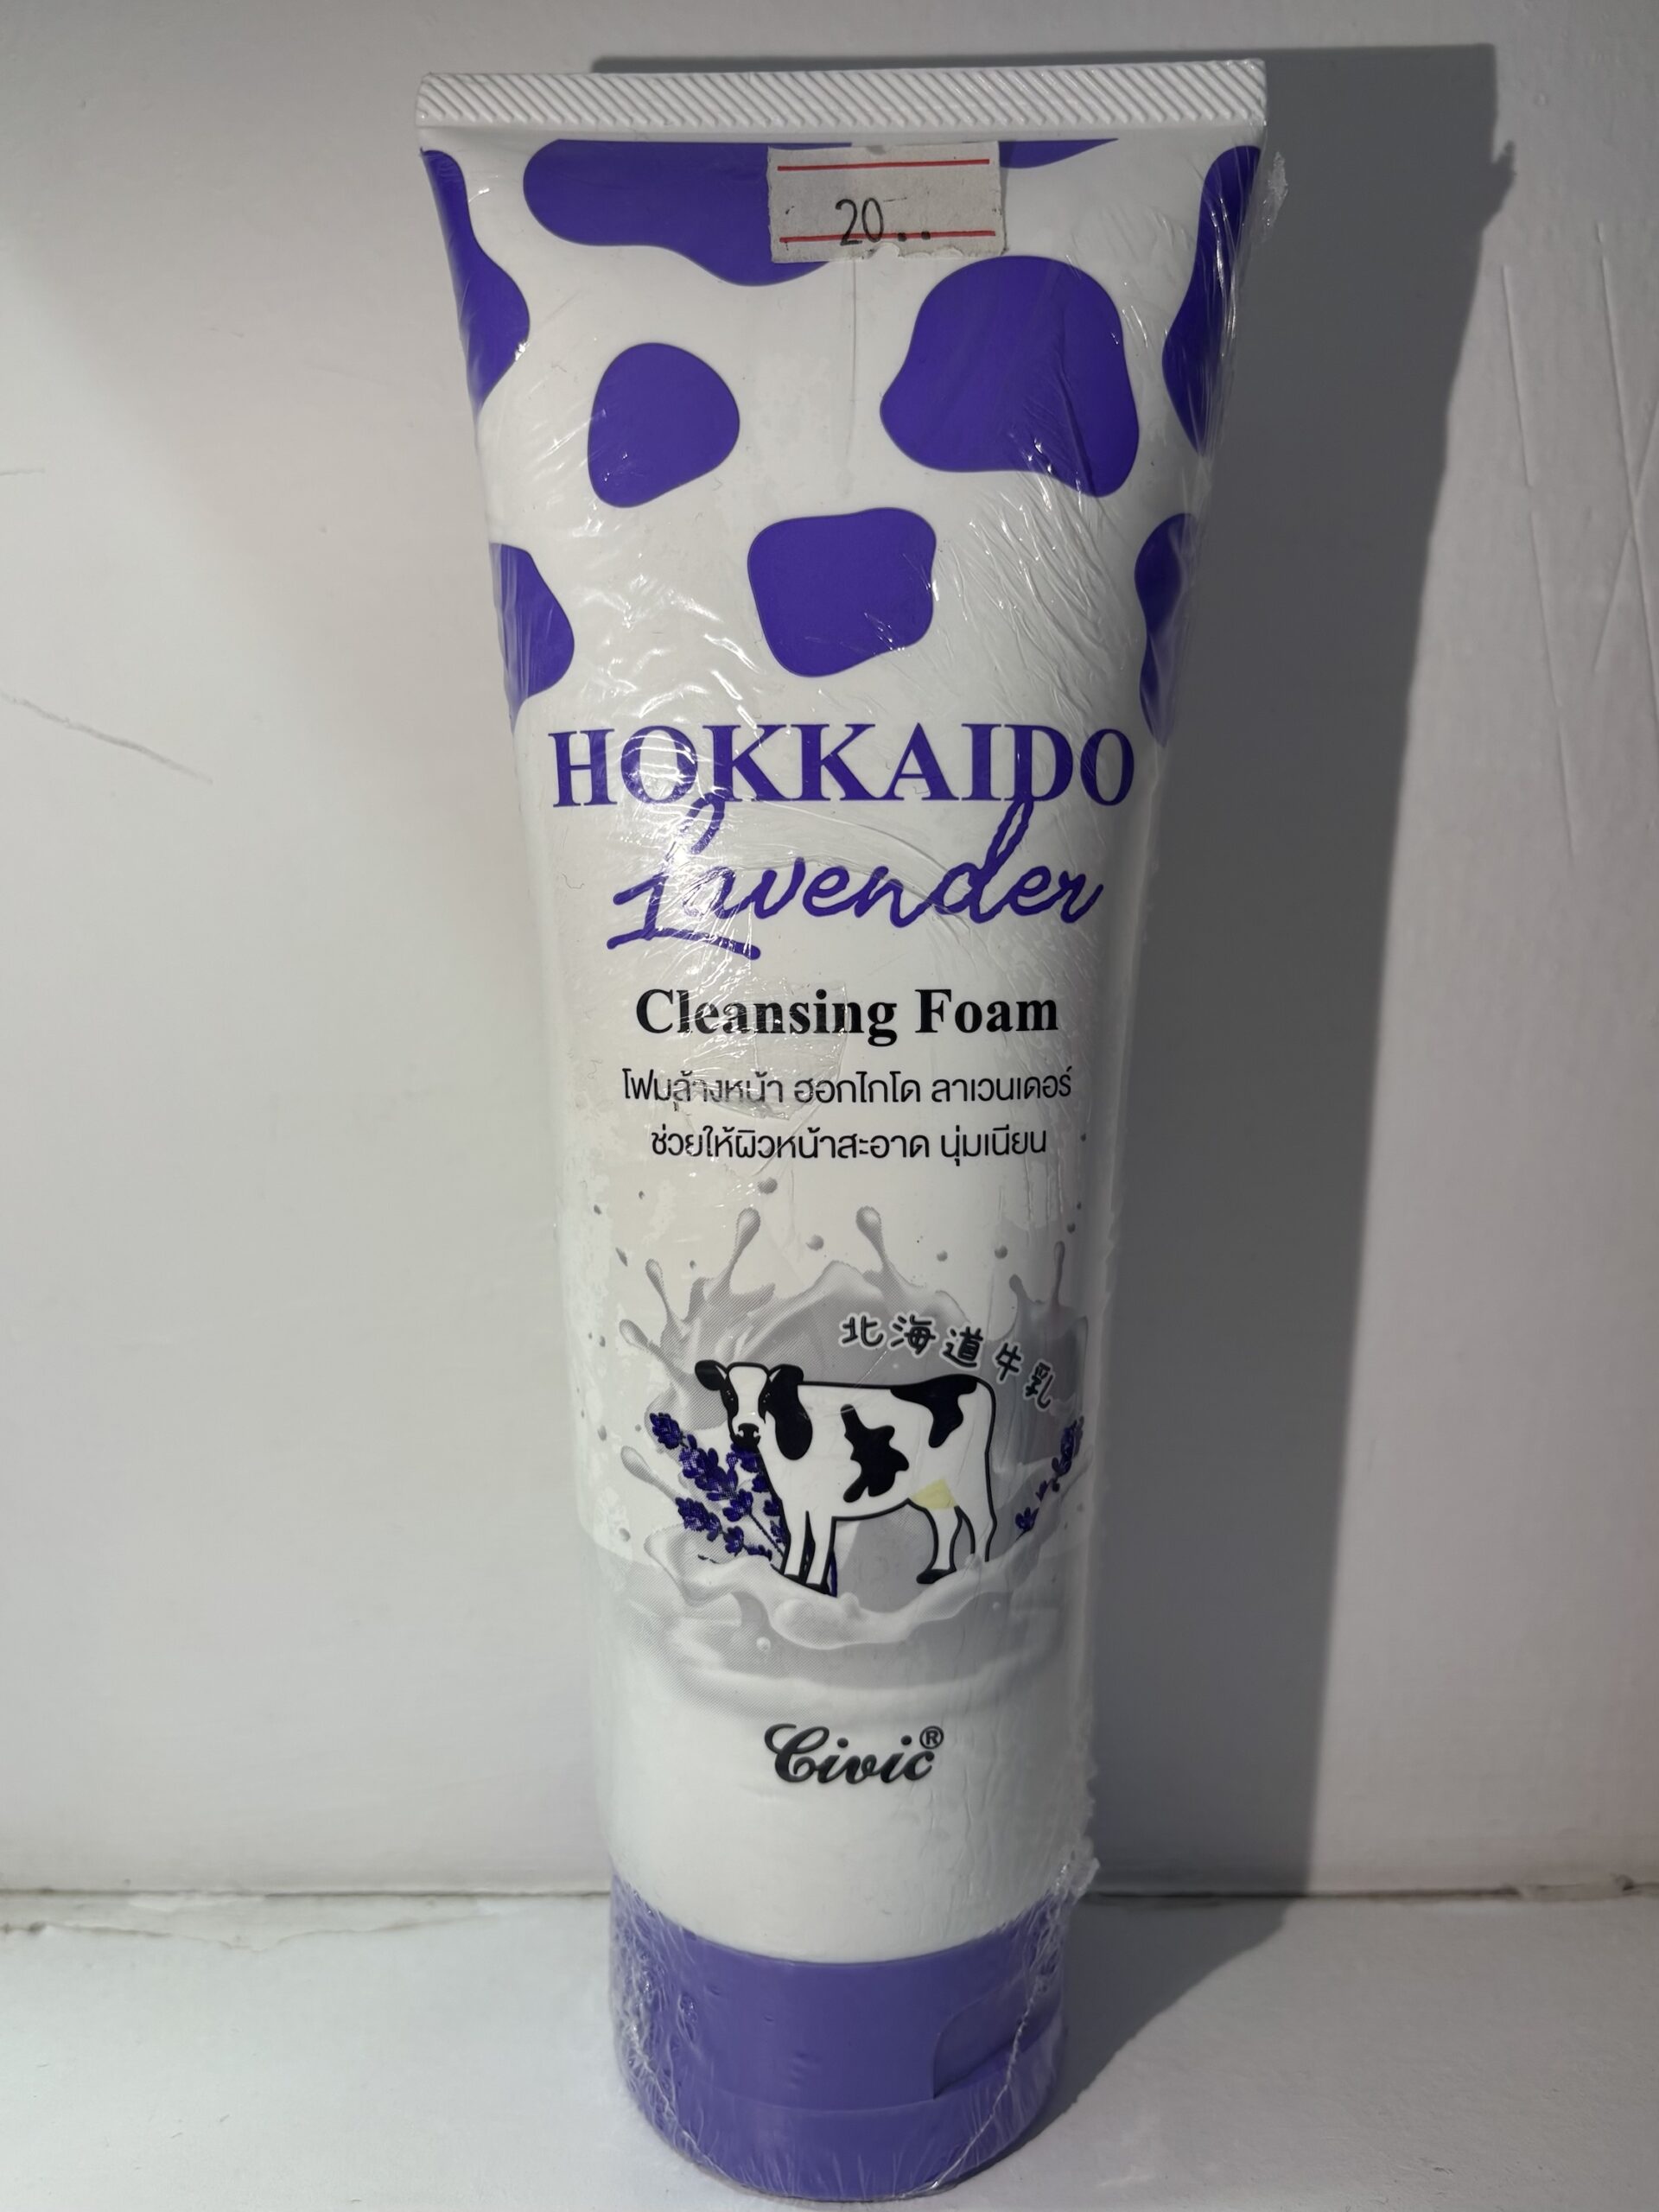 20..
HOKKAIDO
Lavender
Cleansing Foam
โฟมล้างหน้า ฮอกไกโด ลาเวนเดอร์
ช่วยให้ผิวหน้าสะอาด นุ่มเนียน
北海道牛乳
Civic®